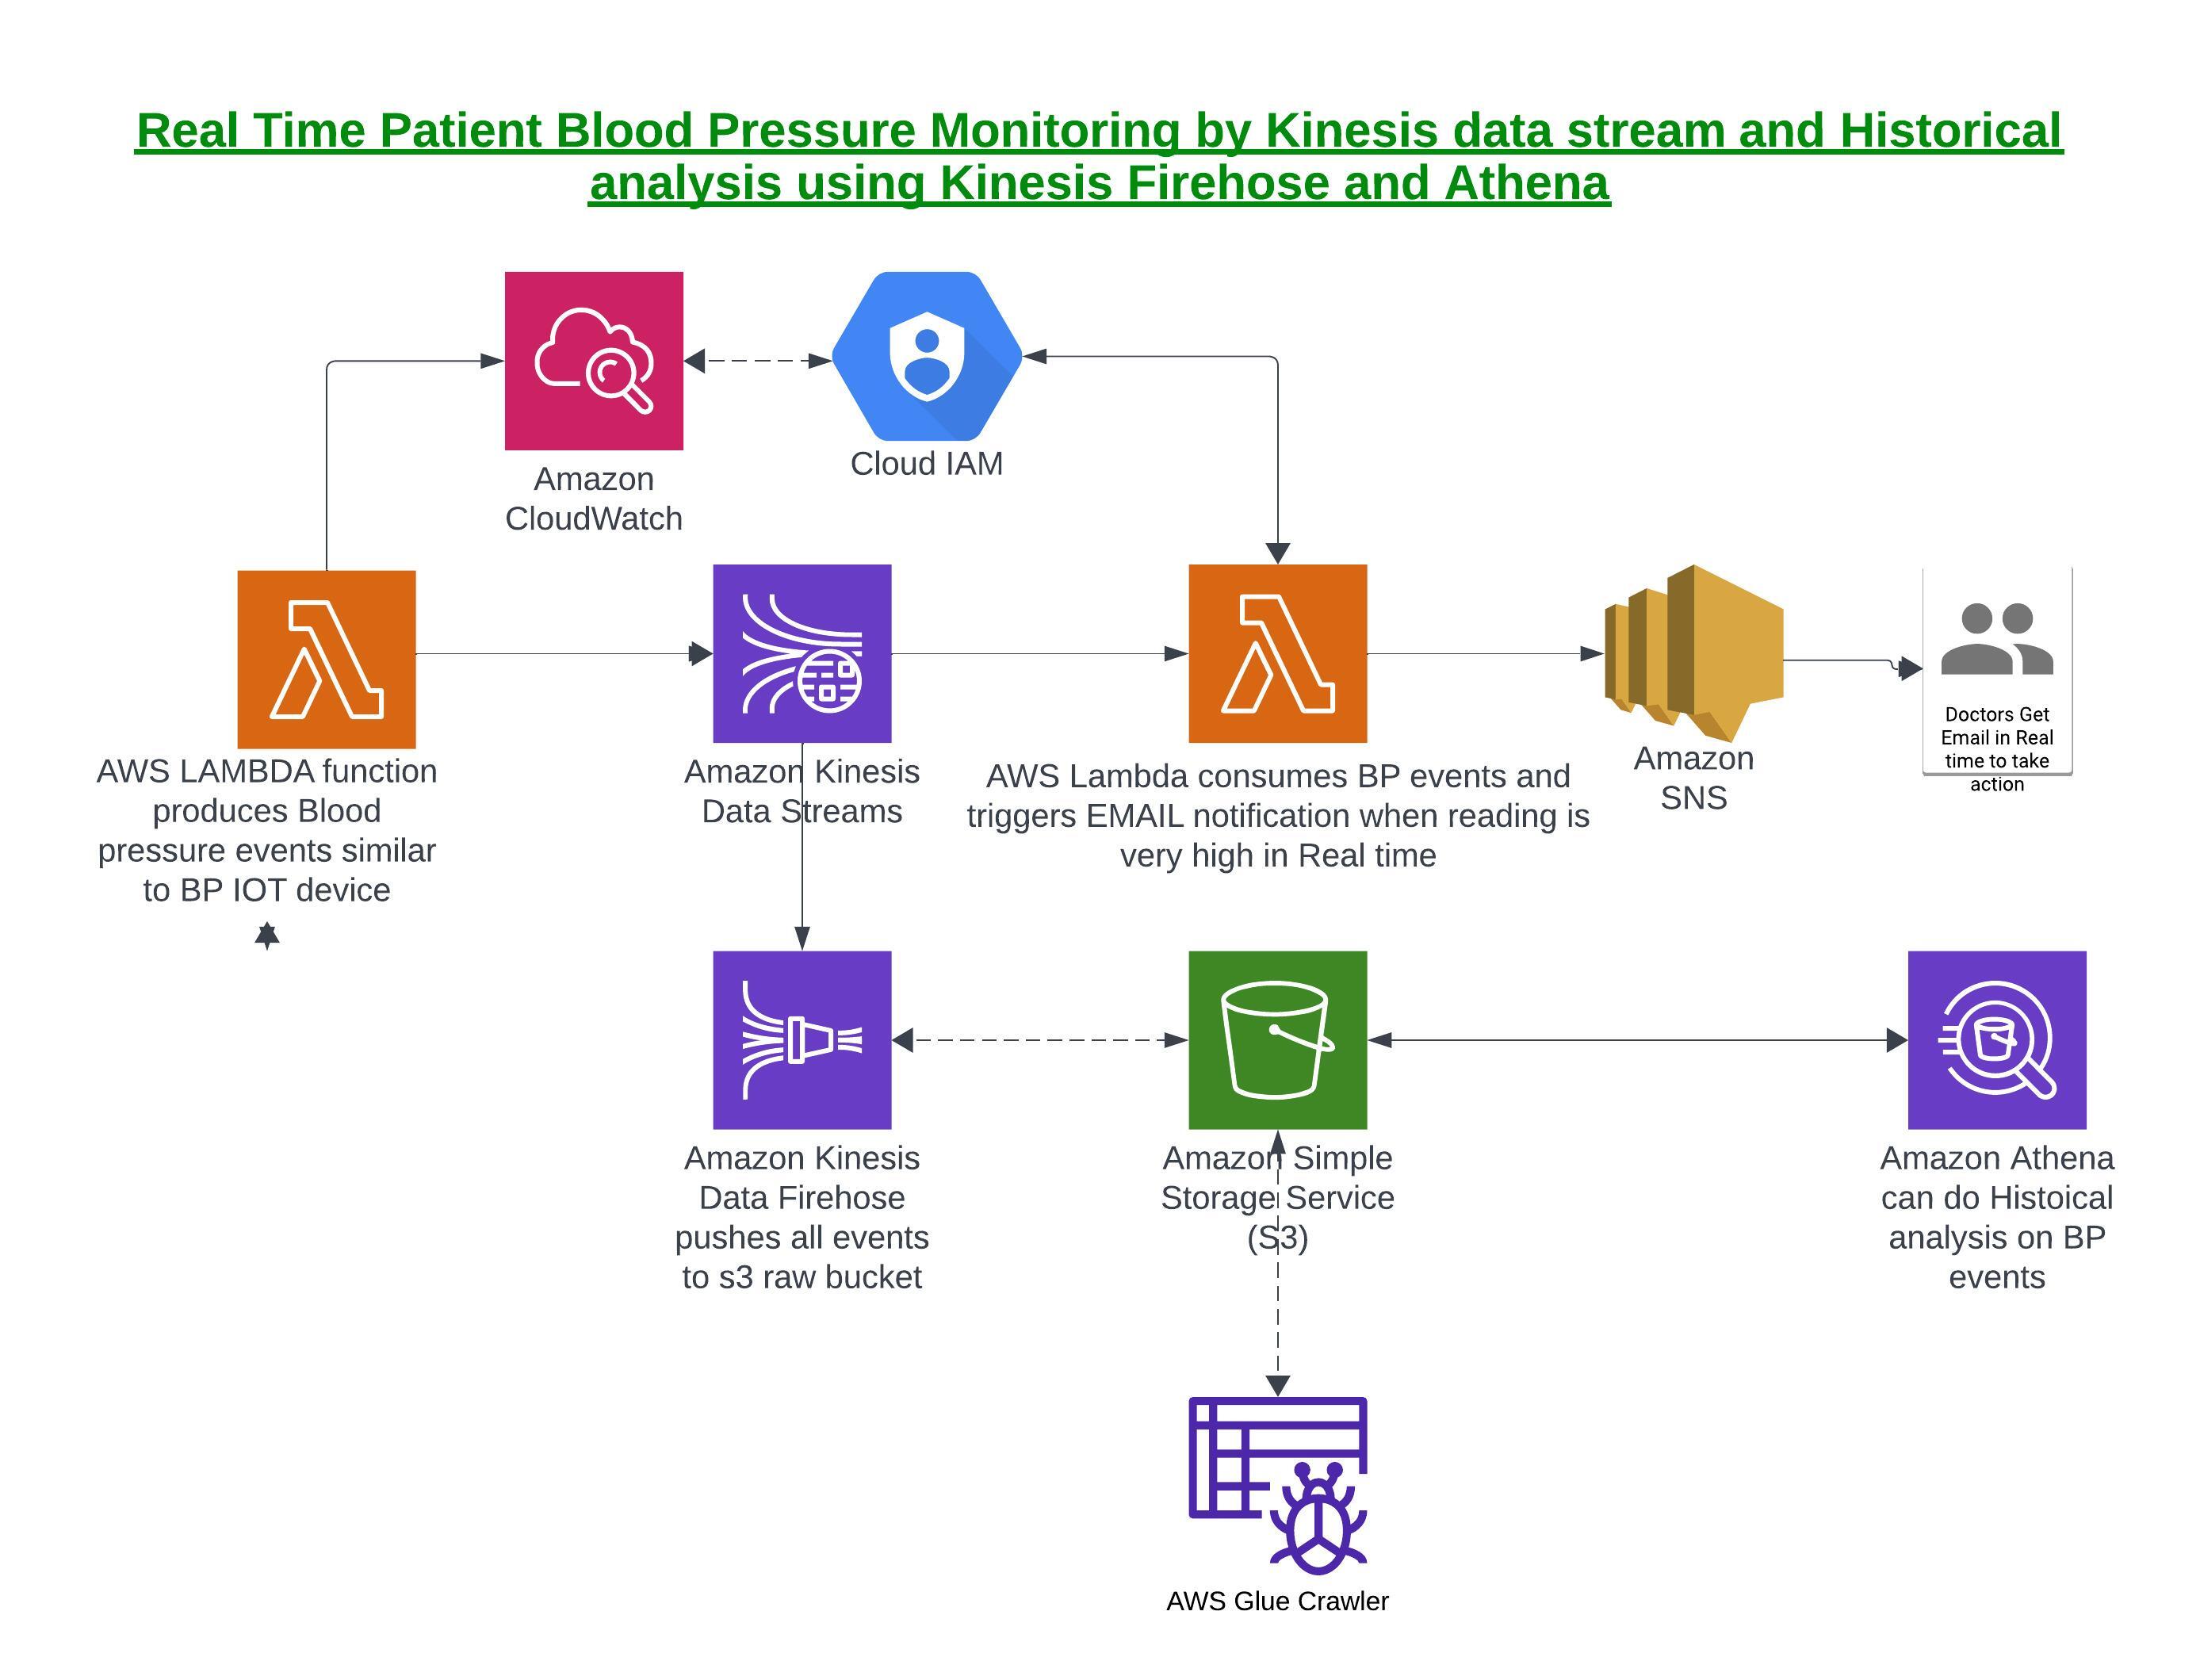 Real Time Patient Blood Pressure Monitoring by Kinesis data stream and Historical
analysis using Kinesis Firehose and Athena
Amazon
CloudWatch
Cloud IAM
AWS LAMBDA function
produces Blood
pressure events similar
to BP IOT device
Amazon Kinesis
Data Streams
AWS Lambda consumes BP events and
triggers EMAIL notification when reading is
very high in Real time
Amazon
SNS
Doctors Get
Email in Real
time to take
action
Amazon Kinesis
Data Firehose
pushes all events
to s3 raw bucket
Amazon Simple
Storage Service
(S3)
Amazon Athena
can do Histoical
analysis on BP
events
AWS Glue Crawler